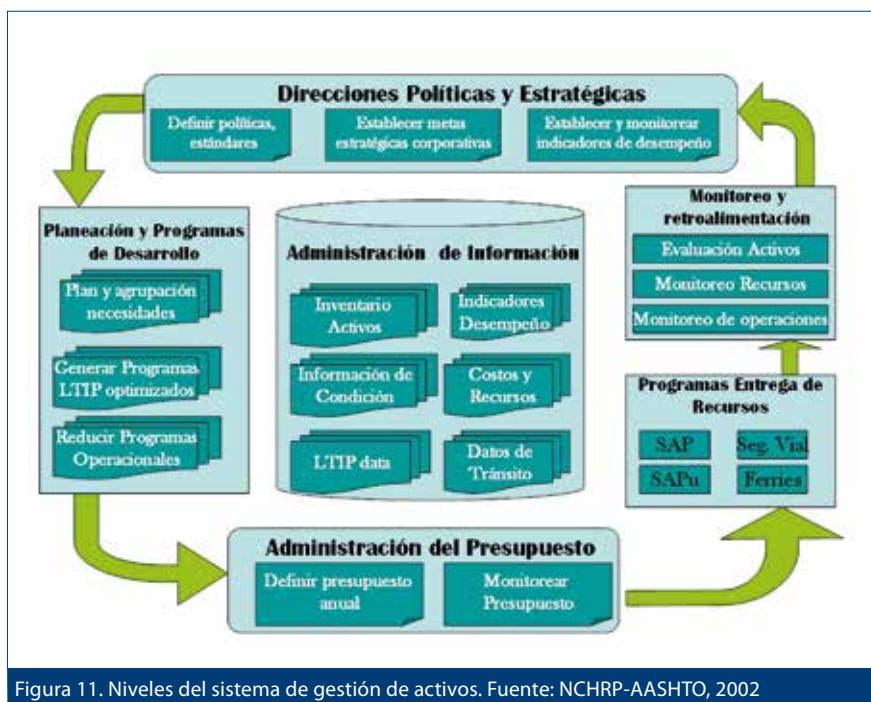 Direcciones Políticas y Estratégicas
Definir políticas,
estándares
Establecer metas
estratégicas corporativas
Establecer y monitorear
indicadores de desempeño
Planeación y Programas
de Desarrollo
Plan y agrupación
necesidades
Generar Programas
LTIP optimizados
Reducir Programas
Operacionales
Administración de Información
Inventario
Activos
Indicadores
Desempeño
Información de
Condición
Costos y
Recursos
LTIP data
Datos de
Tránsito
Monitoreo y
retroalimentación
Evaluación Activos
Monitoreo Recursos
Monitoreo de operaciones
Programas Entrega de
Recursos
SAP
Seg. Vial
SAPu
Ferries
Administración del Presupuesto
Definir presupuesto
anual
Monitorear
Presupuesto
Figura 11. Niveles del sistema de gestión de activos. Fuente: NCHRP-AASHTO, 2002